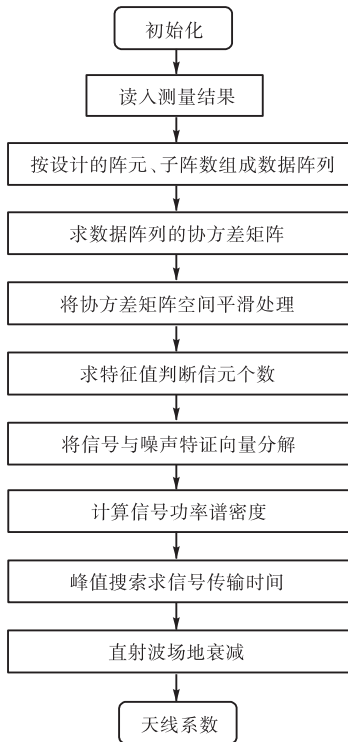 初始化
读入测量结果
按设计的阵元、子阵数组成数据阵列
求数据阵列的协方差矩阵
将协方差矩阵空间平滑处理
求特征值判断信元个数
将信号与噪声特证向量分解
计算信号功率谱密度
峰值搜索求信号传输时间
直射波场地衰减
天线系数